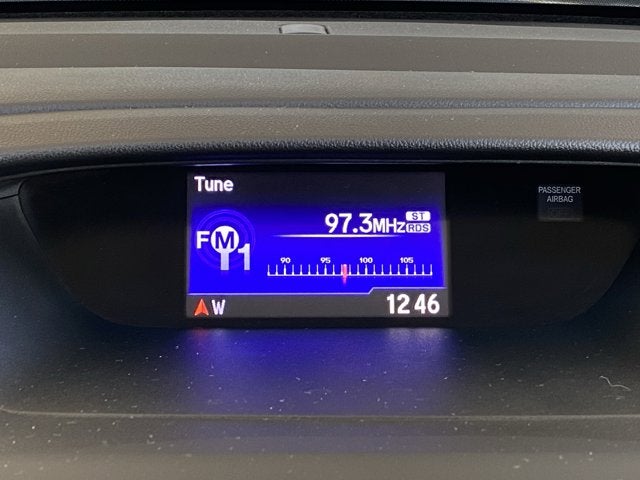 Tune
97.3MHz ST
RDS
FM1
90 95 100 105
W
12 46
PASSENGER
AIRBAG